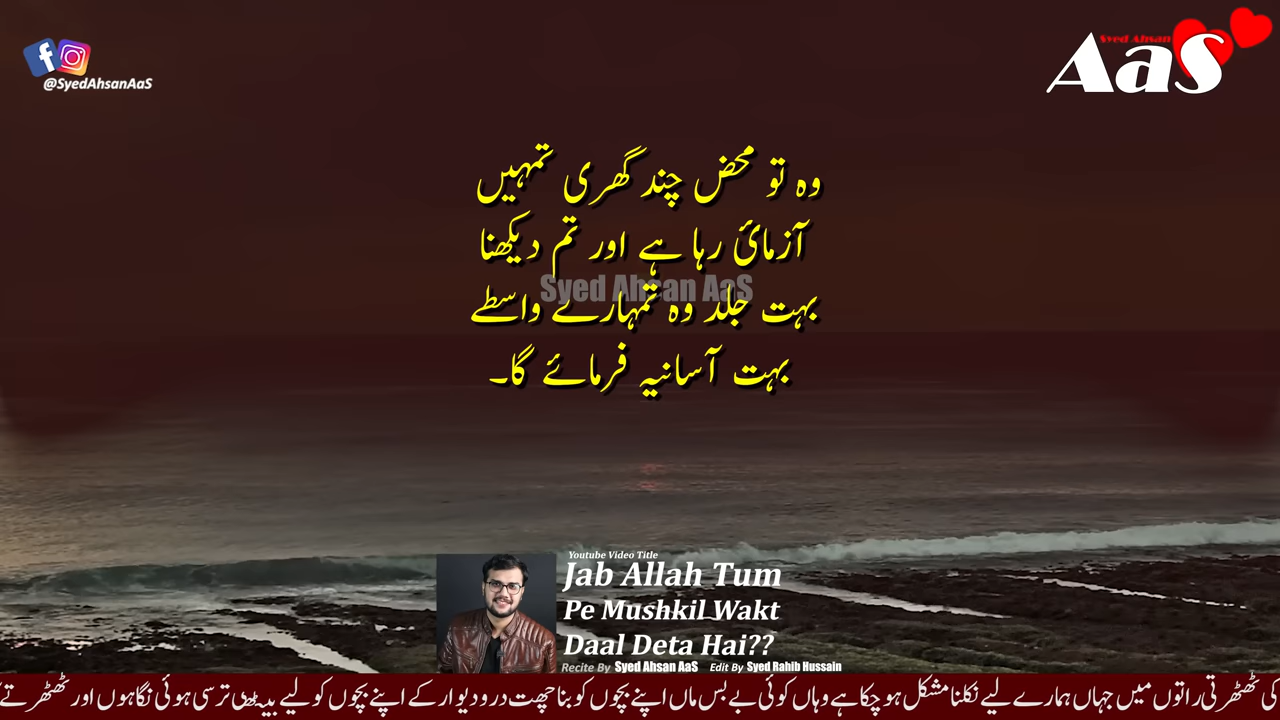 @SyedAhsanAaS
Syed Ahsan
AaS
وہ تو محض چند گھری تمہیں
آزمائ رہا ہے اور تم دیکھنا
Syed Ahsan AaS
بہت جلد وہ تمہارے واسطے
بہت آسانیہ فرمائے گا۔
Youtube Video Title
Jab Allah Tum
Pe Mushkil Wakt
Daal Deta Hai??
Recite By Syed Ahsan AaS Edit By Syed Rahib Hussain
کی ٹھٹھرتی راتوں میں جہاں ہمارے لیے نکلنا مشکل ہو چکا ہے وہاں کوئی بے بس ماں اپنے بچوں کو بنا چھت در و دیوار کے اپنے بچوں کو لیے بیٹھی ترسی ہوئی نگاہوں اور ٹھٹھرتے